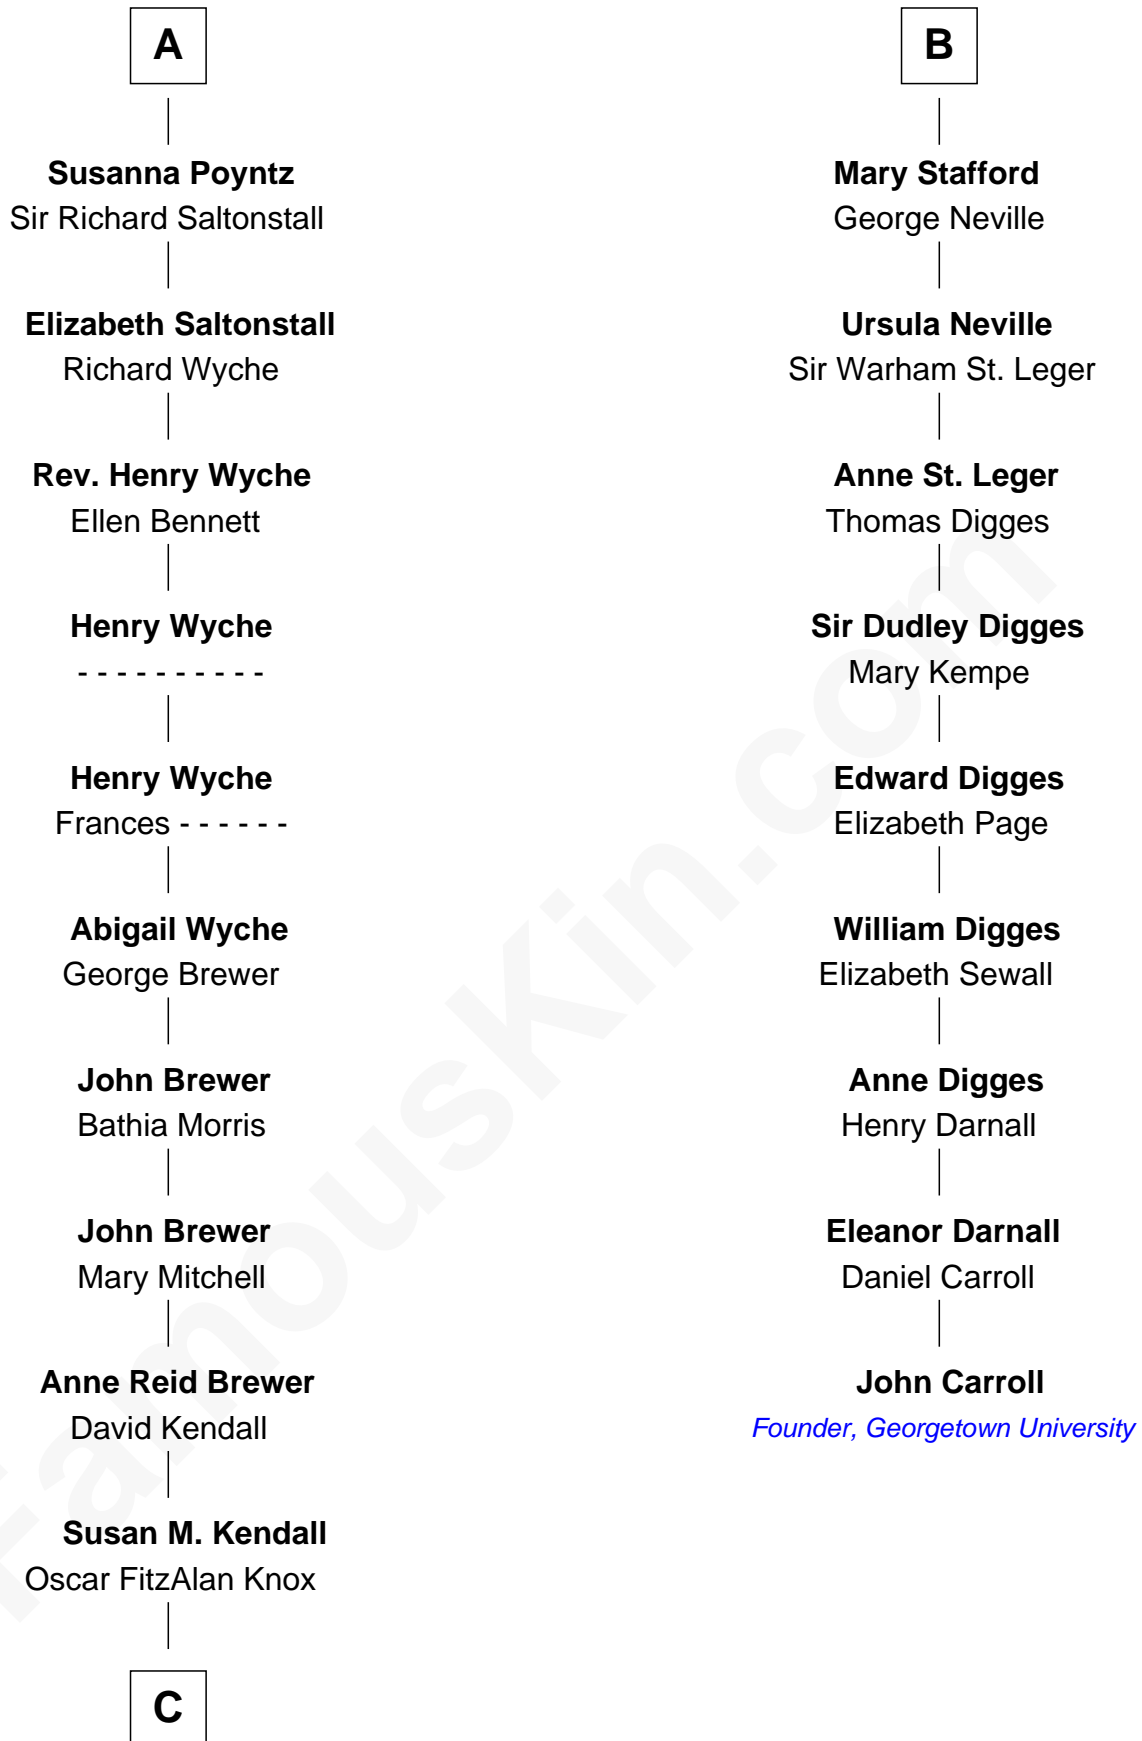 A
Susanna Poyntz
Sir Richard Saltonstall
Elizabeth Saltonstall
Richard Wyche
Rev. Henry Wyche
Ellen Bennett
Henry Wyche
- - - - - - - - - -
Henry Wyche
Frances - - - - - -
Abigail Wyche
George Brewer
John Brewer
Bathia Morris
John Brewer
Mary Mitchell
Anne Reid Brewer
David Kendall
Susan M. Kendall
Oscar FitzAlan Knox
C
B
Mary Stafford
George Neville
Ursula Neville
Sir Warham St. Leger
Anne St. Leger
Thomas Digges
Sir Dudley Digges
Mary Kempe
Edward Digges
Elizabeth Page
William Digges
Elizabeth Sewall
Anne Digges
Henry Darnall
Eleanor Darnall
Daniel Carroll
John Carroll
Founder, Georgetown University
FamousKin.com